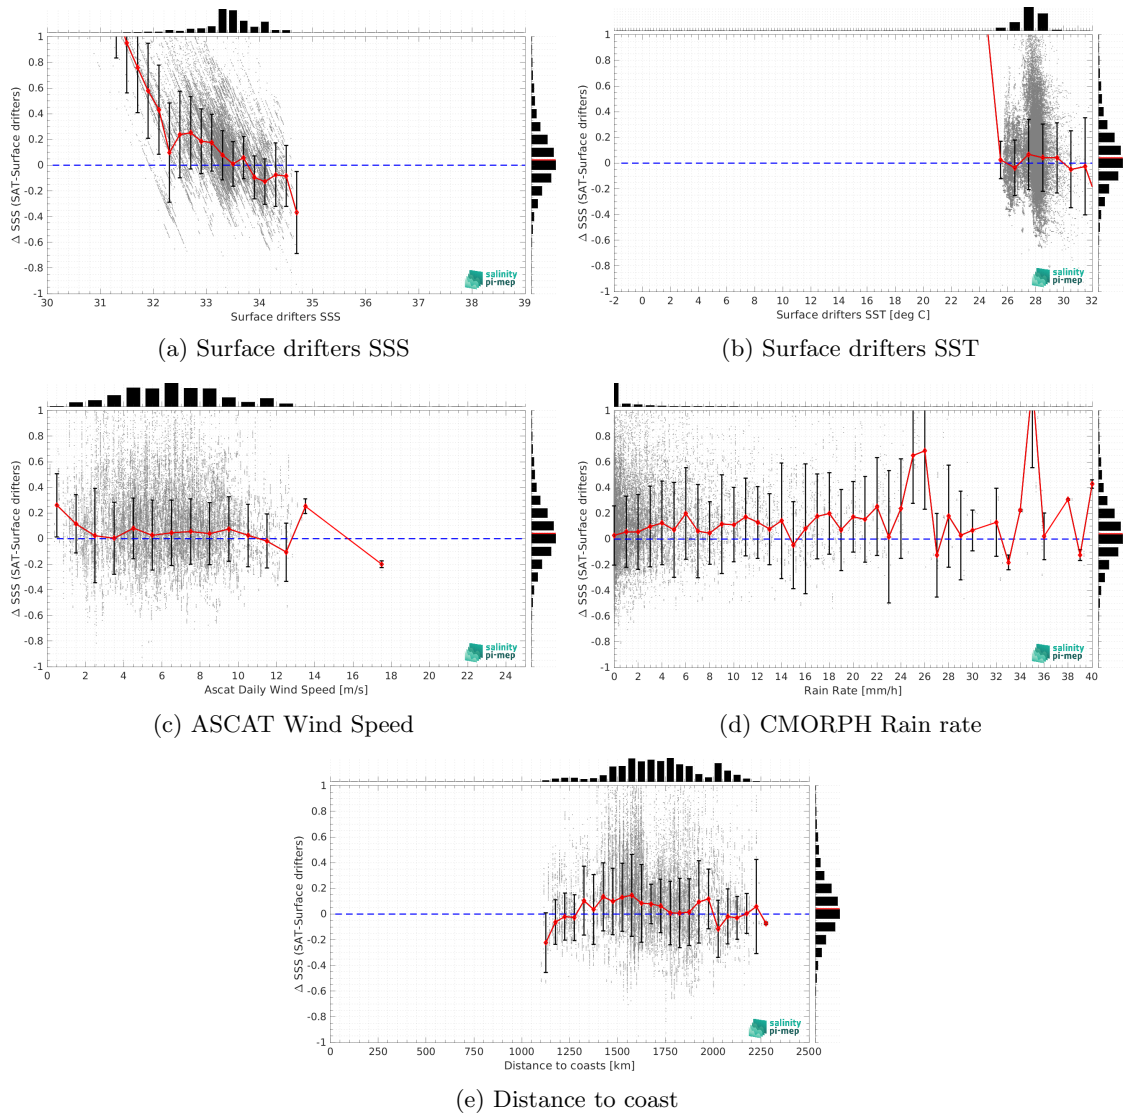 1
0.8
0.6
0.4
0.2
0
-0.2
-0.4
-0.6
-0.8
-1
Δ SSS (SAT-Surface drifters)
salinity
pi-mep
30 31 32 33 34 35 36 37 38 39
Surface drifters SSS
(a) Surface drifters SSS
1
0.8
0.6
0.4
0.2
0
-0.2
-0.4
-0.6
-0.8
-1
Δ SSS (SAT-Surface drifters)
salinity
pi-mep
-2 0 2 4 6 8 10 12 14 16 18 20 22 24 26 28 30 32
Surface drifters SST [deg C]
(b) Surface drifters SST
1
0.8
0.6
0.4
0.2
0
-0.2
-0.4
-0.6
-0.8
-1
Δ SSS (SAT-Surface drifters)
salinity
pi-mep
0 2 4 6 8 10 12 14 16 18 20 22 24
Ascat Daily Wind Speed [m/s]
(c) ASCAT Wind Speed
1
0.8
0.6
0.4
0.2
0
-0.2
-0.4
-0.6
-0.8
-1
Δ SSS (SAT-Surface drifters)
salinity
pi-mep
0 2 4 6 8 10 12 14 16 18 20 22 24 26 28 30 32 34 36 38 40
Rain Rate [mm/h]
(d) CMORPH Rain rate
1
0.8
0.6
0.4
0.2
0
-0.2
-0.4
-0.6
-0.8
-1
Δ SSS (SAT-Surface drifters)
salinity
pi-mep
0 250 500 750 1000 1250 1500 1750 2000 2250 2500
Distance to coasts [km]
(e) Distance to coast